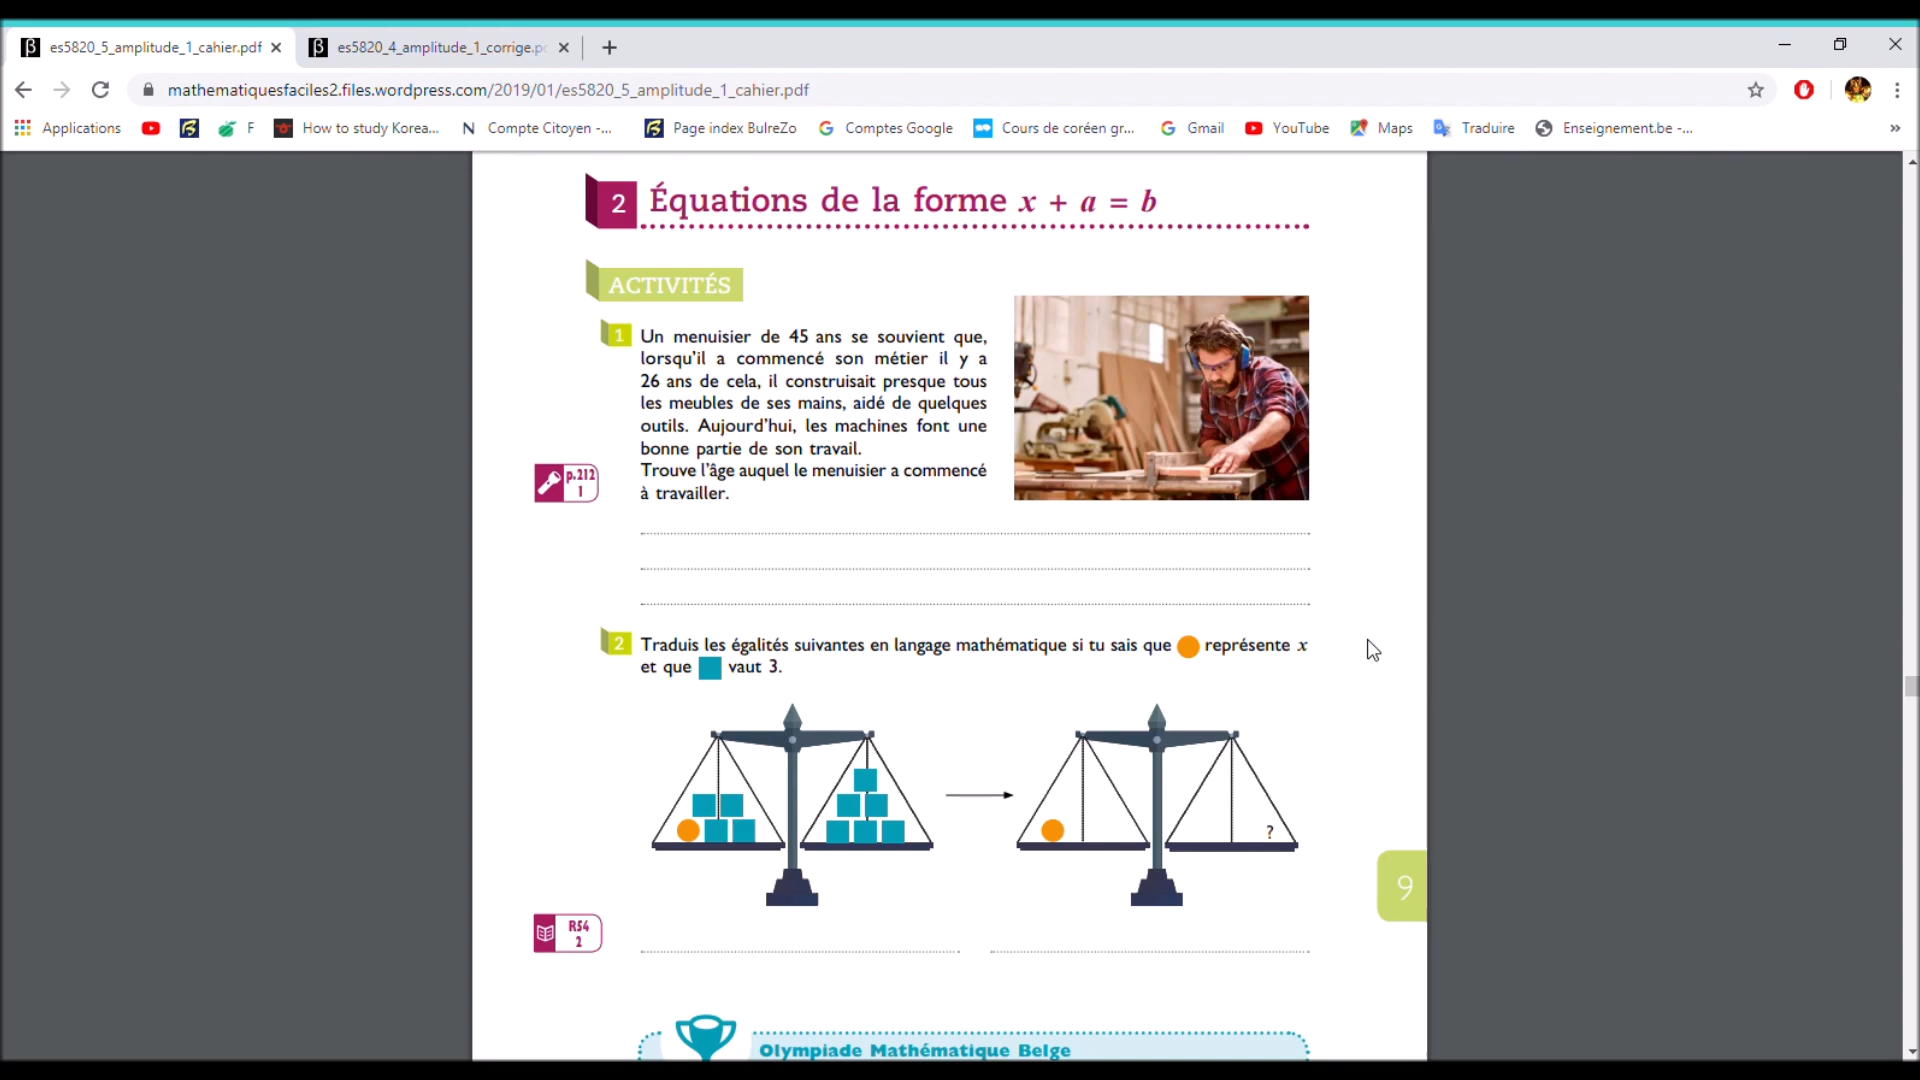 es5820_5_amplitude_1_cahier.pdf
es5820_4_amplitude_1_corrige.p
mathematiquesfaciles2.files.wordpress.com/2019/01/es5820_5_amplitude_1_cahier.pdf
Applications F How to study Korea... Compte Citoyen -... Page index BulreZo Comptes Google Cours de coréen gr... Gmail YouTube Maps Traduire Enseignement.be -... »
2 Équations de la forme x + a = b
ACTIVITÉS
1 Un menuisier de 45 ans se souvient que,
lorsqu'il a commencé son métier il y a
26 ans de cela, il construisait presque tous
les meubles de ses mains, aidé de quelques
outils. Aujourd'hui, les machines font une
bonne partie de son travail.
Trouve l'âge auquel le menuisier a commencé
à travailler.
p.212
1
2 Traduis les égalités suivantes en langage mathématique si tu sais que représente x
et que vaut 3.
?
9
R54
2
Olympiade Mathématique Belge